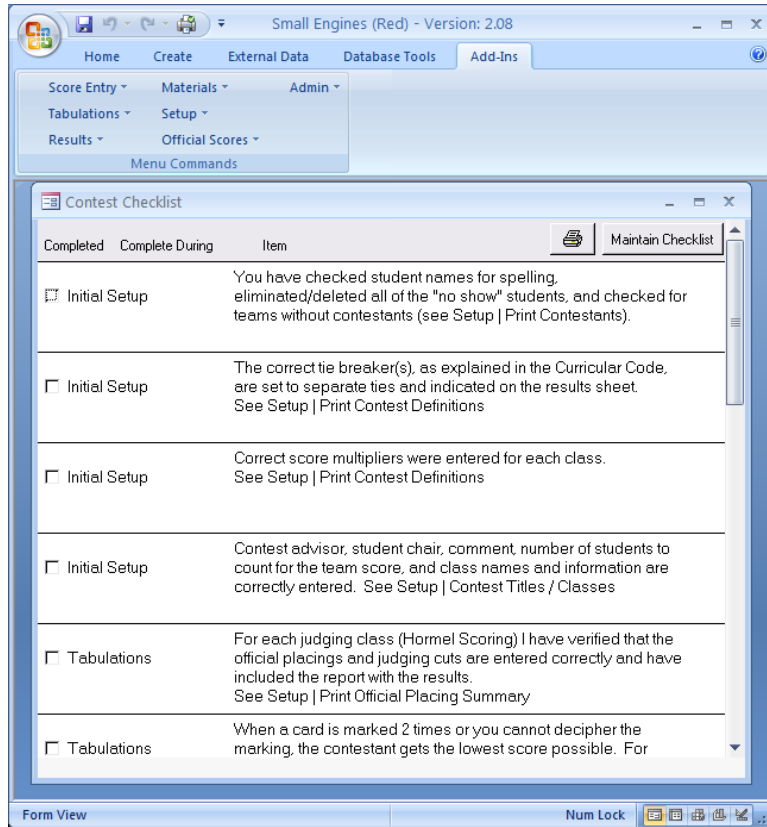 Small Engines (Red) - Version: 2.08
Home Create External Data Database Tools Add-Ins
Score Entry Materials Admin
Tabulations Setup
Results Official Scores
Menu Commands
Contest Checklist
Completed Complete During Item Maintain Checklist
Initial Setup
You have checked student names for spelling,
eliminated/deleted all of the "no show" students, and checked for
teams without contestants (see Setup | Print Contestants).
Initial Setup
The correct tie breaker(s), as explained in the Curricular Code,
are set to separate ties and indicated on the results sheet.
See Setup | Print Contest Definitions
Initial Setup
Correct score multipliers were entered for each class.
See Setup | Print Contest Definitions
Initial Setup
Contest advisor, student chair, comment, number of students to
count for the team score, and class names and information are
correctly entered. See Setup | Contest Titles / Classes
Tabulations
For each judging class (Hormel Scoring) I have verified that the
official placings and judging cuts are entered correctly and have
included the report with the results.
See Setup | Print Official Placing Summary
Tabulations
When a card is marked 2 times or you cannot decipher the
marking, the contestant gets the lowest score possible. For
Form View Num Lock